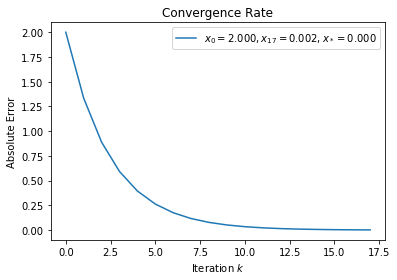 Convergence Rate
x₀ = 2.000, x₁₇ = 0.002, x* = 0.000
Absolute Error
2.00
1.75
1.50
1.25
1.00
0.75
0.50
0.25
0.00
0.0 2.5 5.0 7.5 10.0 12.5 15.0 17.5
Iteration k